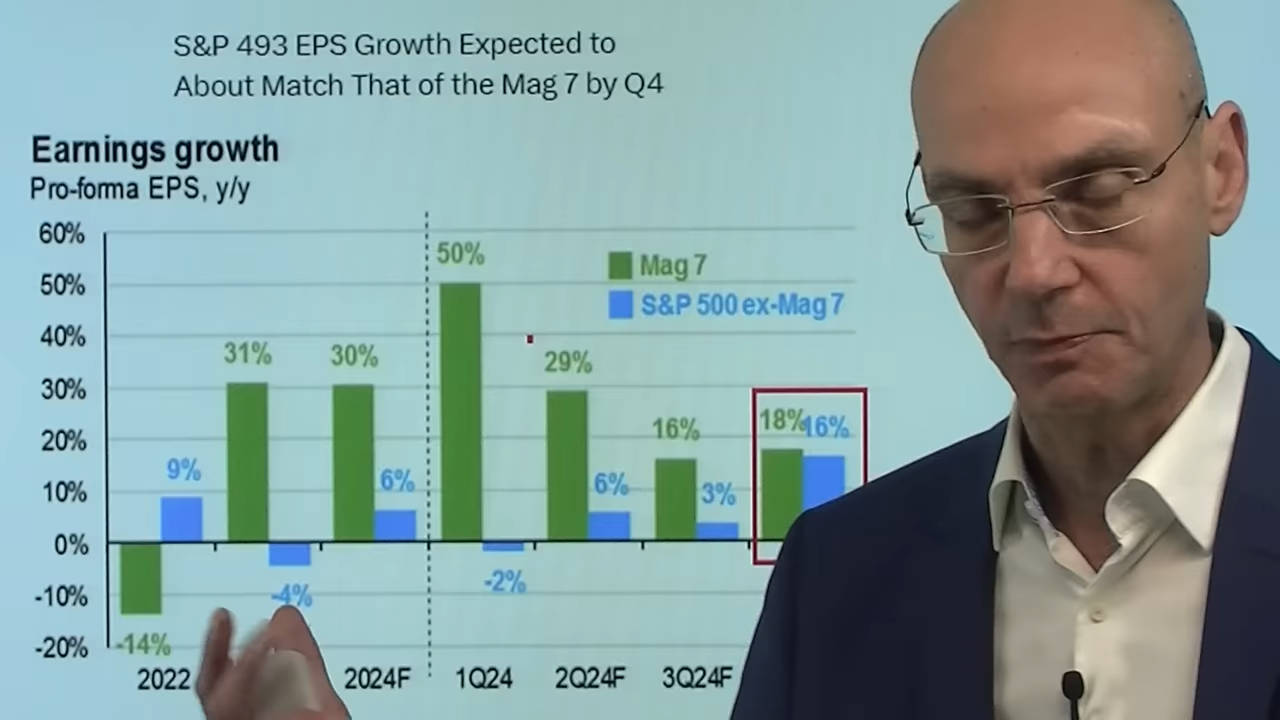 S&P 493 EPS Growth Expected to
About Match That of the Mag 7 by Q4
Earnings growth
Pro-forma EPS, y/y
60%
50%
40%
30%
20%
10%
0%
-10%
-20%
Mag 7
S&P 500 ex-Mag 7
-14%
9%
31%
-4%
30%
6%
50%
-2%
29%
6%
16%
3%
18%
16%
2022
2024F
1Q24
2Q24F
3Q24F